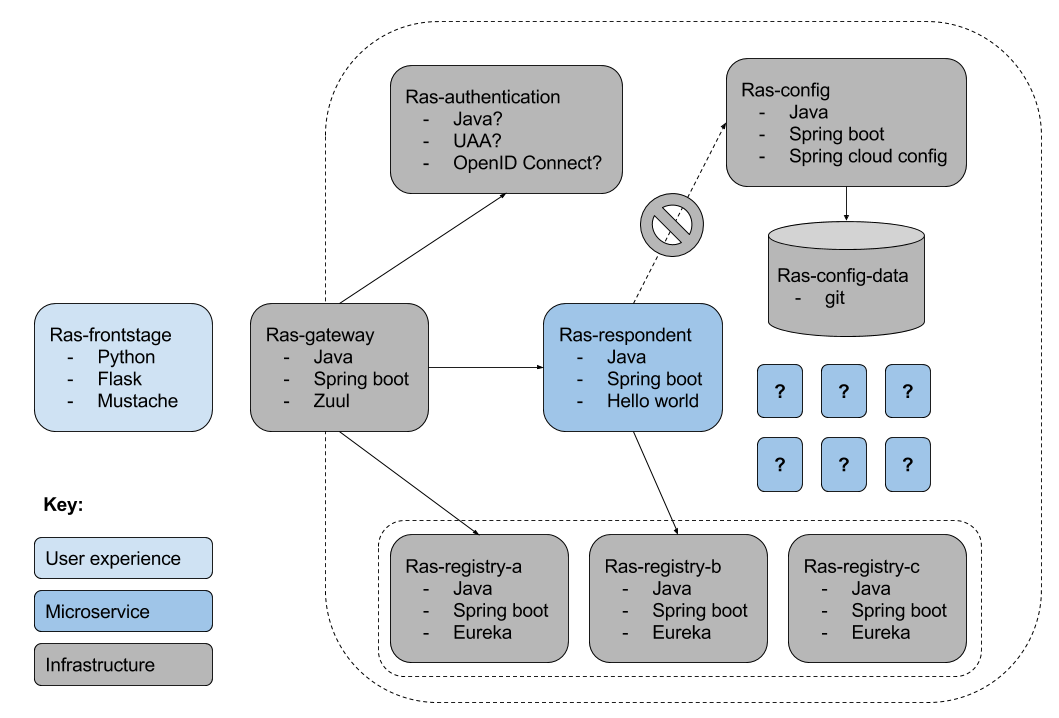 Ras-authentication
- Java?
- UAA?
- OpenID Connect?
Ras-config
- Java
- Spring boot
- Spring cloud config
Ras-config-data
- git
Ras-frontstage
- Python
- Flask
- Mustache
Ras-gateway
- Java
- Spring boot
- Zuul
Ras-respondent
- Java
- Spring boot
- Hello world
? ? ?
? ? ?
Key:
User experience
Microservice
Infrastructure
Ras-registry-a
- Java
- Spring boot
- Eureka
Ras-registry-b
- Java
- Spring boot
- Eureka
Ras-registry-c
- Java
- Spring boot
- Eureka